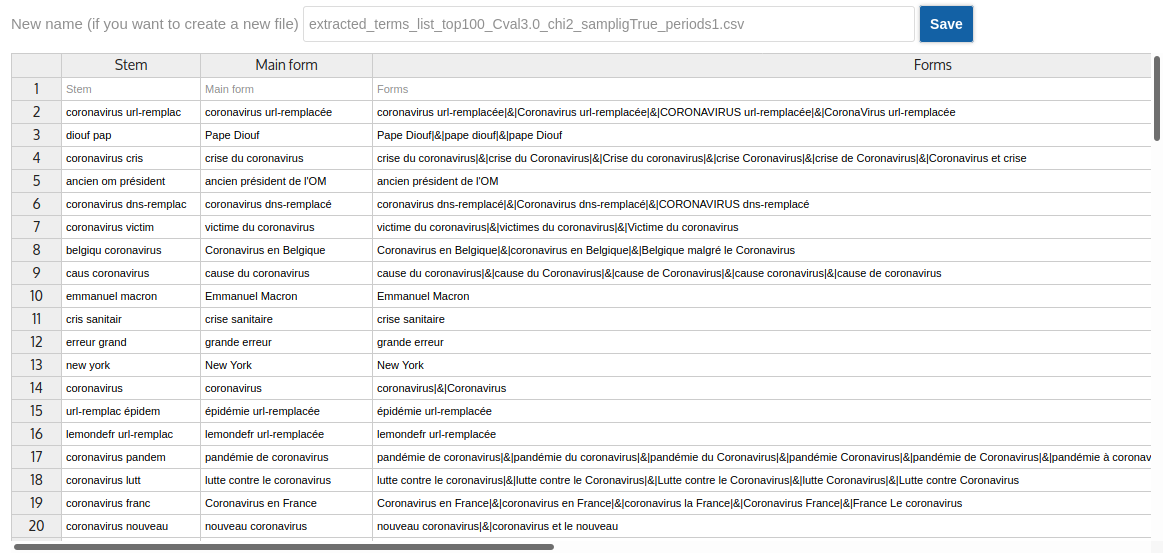 New name (if you want to create a new file) extracted_terms_list_top100_Cval3.0_chi2_sampligTrue_periods1.csv Save
Stem Main form Forms
1 Stem Main form Forms
2 coronavirus url-remplac coronavirus url-remplacée coronavirus url-remplacée|&|Coronavirus url-remplacée|&|CORONAVIRUS url-remplacée|&|CoronaVirus url-remplacée
3 diouf pap Pape Diouf Pape Diouf|&|pape diouf|&|pape Diouf
4 coronavirus cris crise du coronavirus crise du coronavirus|&|crise du Coronavirus|&|Crise du coronavirus|&|crise Coronavirus|&|crise de Coronavirus|&|Coronavirus et crise
5 ancien om président ancien président de l'OM ancien président de l'OM
6 coronavirus dns-remplac coronavirus dns-remplacé coronavirus dns-remplacé|&|Coronavirus dns-remplacé|&|CORONAVIRUS dns-remplacé
7 coronavirus victim victime du coronavirus victime du coronavirus|&|victimes du coronavirus|&|Victime du coronavirus
8 belgiqu coronavirus Coronavirus en Belgique Coronavirus en Belgique|&|coronavirus en Belgique|&|Belgique malgré le Coronavirus
9 caus coronavirus cause du coronavirus cause du coronavirus|&|cause du Coronavirus|&|cause de Coronavirus|&|cause coronavirus|&|cause de coronavirus
10 emmanuel macron Emmanuel Macron Emmanuel Macron
11 cris sanitair crise sanitaire crise sanitaire
12 erreur grand grande erreur grande erreur
13 new york New York New York
14 coronavirus coronavirus coronavirus|&|Coronavirus
15 url-remplac épidem épidémie url-remplacée épidémie url-remplacée
16 lemondefr url-remplac lemondefr url-remplacée lemondefr url-remplacée
17 coronavirus pandem pandémie de coronavirus pandémie de coronavirus|&|pandémie du coronavirus|&|pandémie du Coronavirus|&|pandémie Coronavirus|&|pandémie de Coronavirus|&|pandémie à coronav
18 coronavirus lutt lutte contre le coronavirus lutte contre le coronavirus|&|lutte contre le Coronavirus|&|Lutte contre le Coronavirus|&|lutte Coronavirus|&|Lutte contre Coronavirus
19 coronavirus franc Coronavirus en France Coronavirus en France|&|coronavirus en France|&|coronavirus la France|&|Coronavirus France|&|France Le coronavirus
20 coronavirus nouveau nouveau coronavirus nouveau coronavirus|&|coronavirus et le nouveau